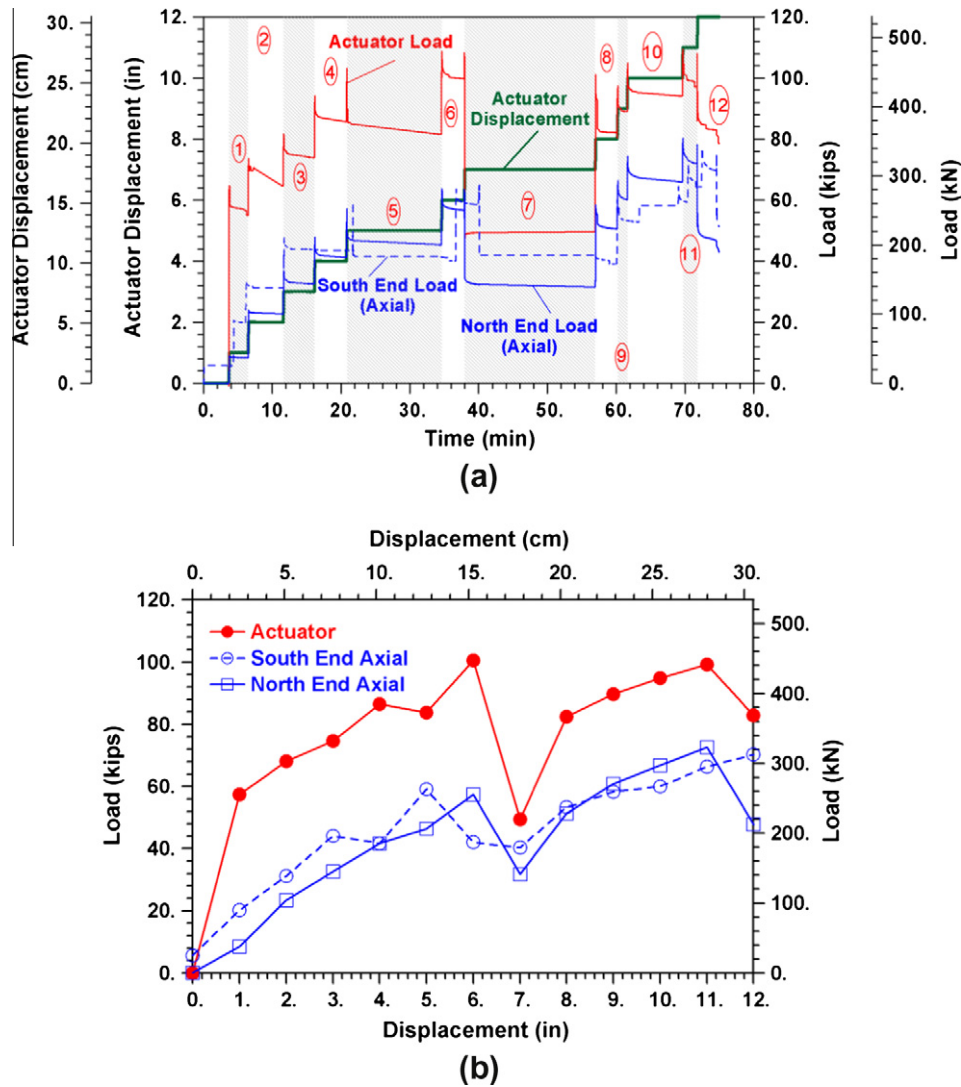 Actuator Displacement (cm)
30.
25.
20.
15.
10.
5.
0.
Actuator Displacement (in)
12.
10.
8.
6.
4.
2.
0.
1
2
3
4
5
6
7
8
9
10
11
12
Actuator Load
Actuator
Displacement
South End Load
(Axial)
North End Load
(Axial)
120.
100.
80.
60.
40.
20.
0.
Load (kips)
500.
400.
300.
200.
100.
0.
Load (kN)
0. 10. 20. 30. 40. 50. 60. 70. 80.
Time (min)
(a)
Displacement (cm)
0. 5. 10. 15. 20. 25. 30.
Load (kips)
120.
100.
80.
60.
40.
20.
0.
Actuator
South End Axial
North End Axial
500.
400.
300.
200.
100.
0.
Load (kN)
0. 1. 2. 3. 4. 5. 6. 7. 8. 9. 10. 11. 12.
Displacement (in)
(b)